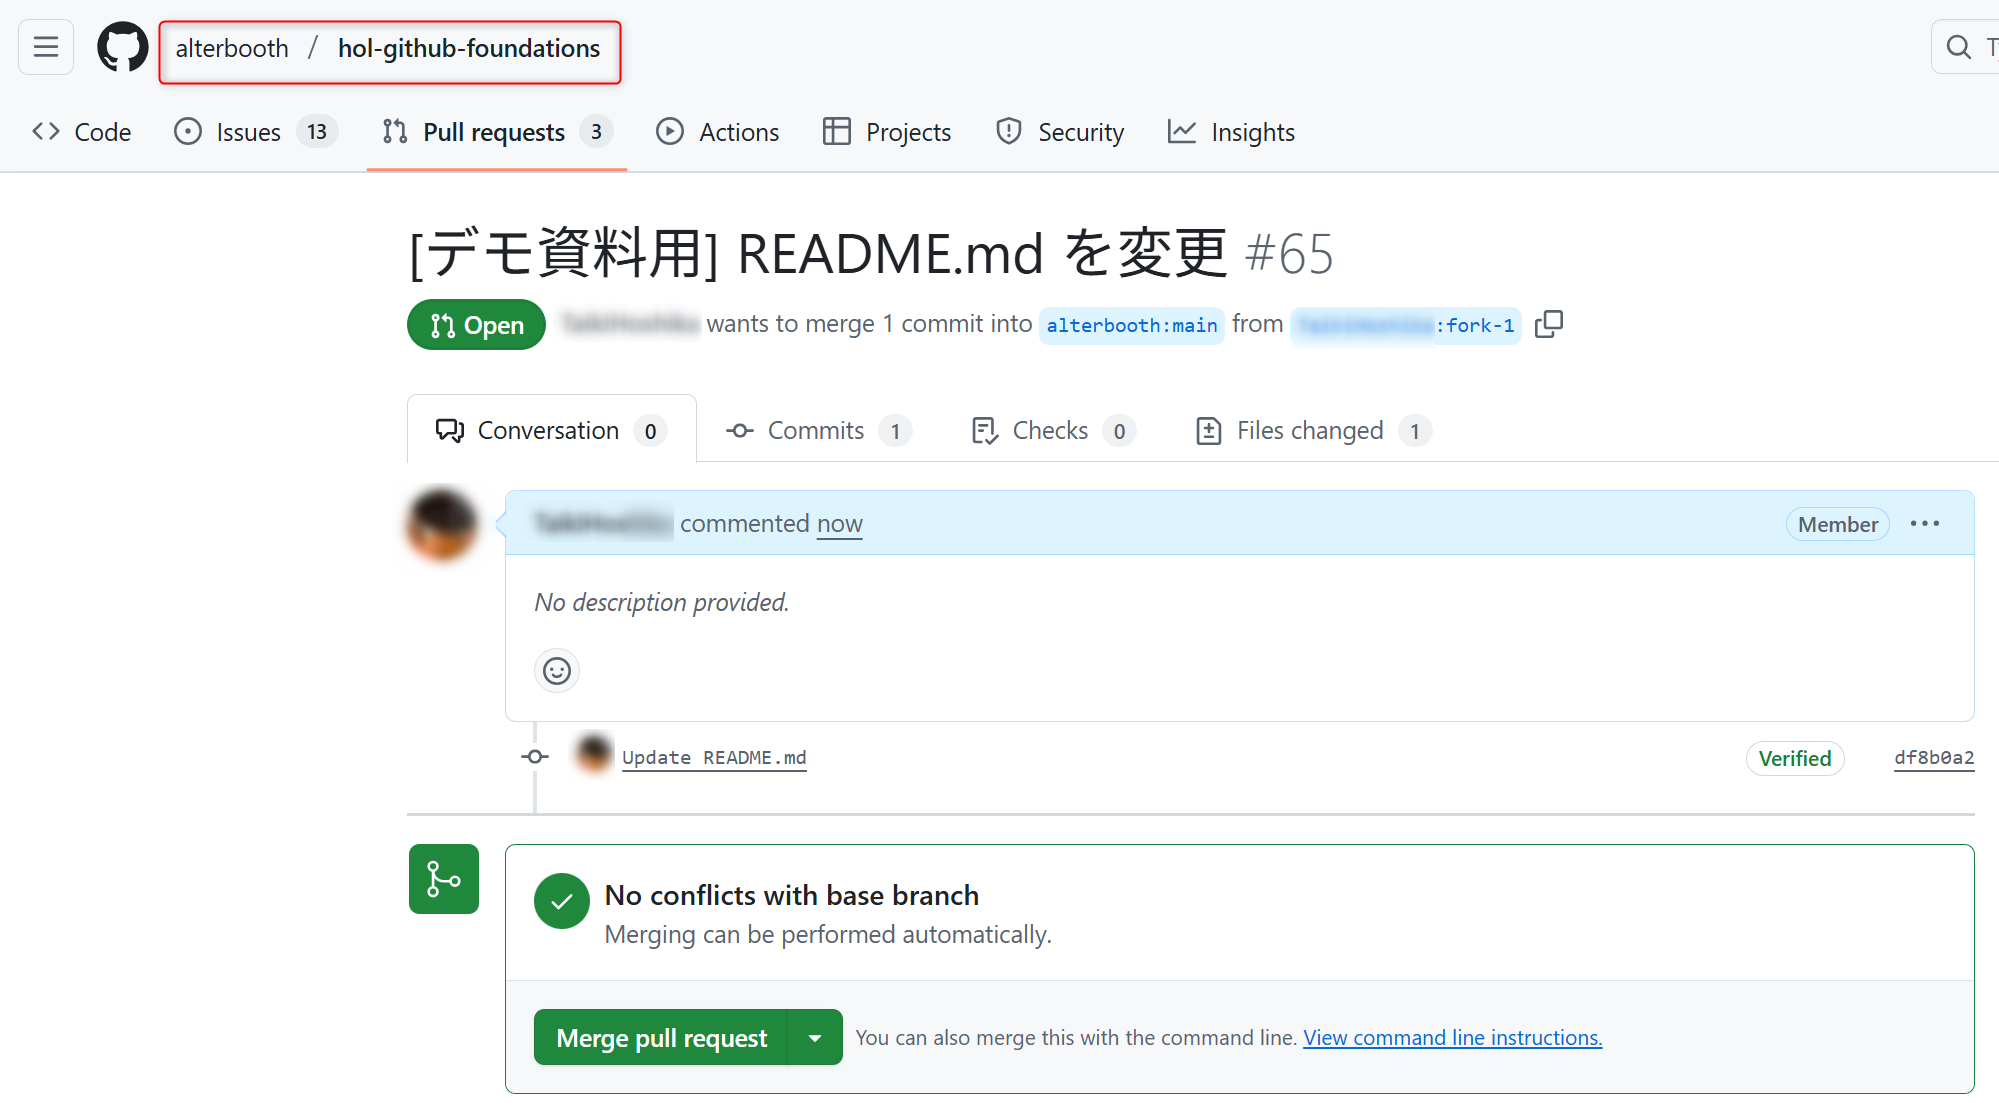 alterbooth / hol-github-foundations
Code Issues 13 Pull requests 3 Actions Projects Security Insights
[デモ資料用] README.md を変更 #65
Open wants to merge 1 commit into alterbooth:main from :fork-1
Conversation 0 Commits 1 Checks 0 Files changed 1
commented now Member
No description provided.
Update README.md Verified df8b0a2
No conflicts with base branch
Merging can be performed automatically.
Merge pull request You can also merge this with the command line. View command line instructions.